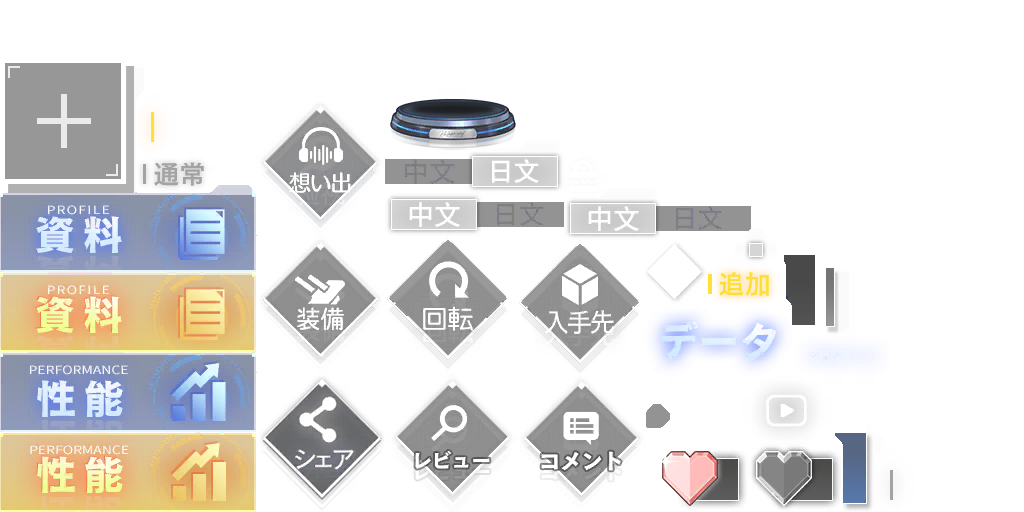 通常
PROFILE
資料
PROFILE
資料
PERFORMANCE
性能
PERFORMANCE
性能
想い出
中文
日文
中文
日文
中文
日文
装備
回転
入手先
追加
データ
シェア
レビュー
コメント